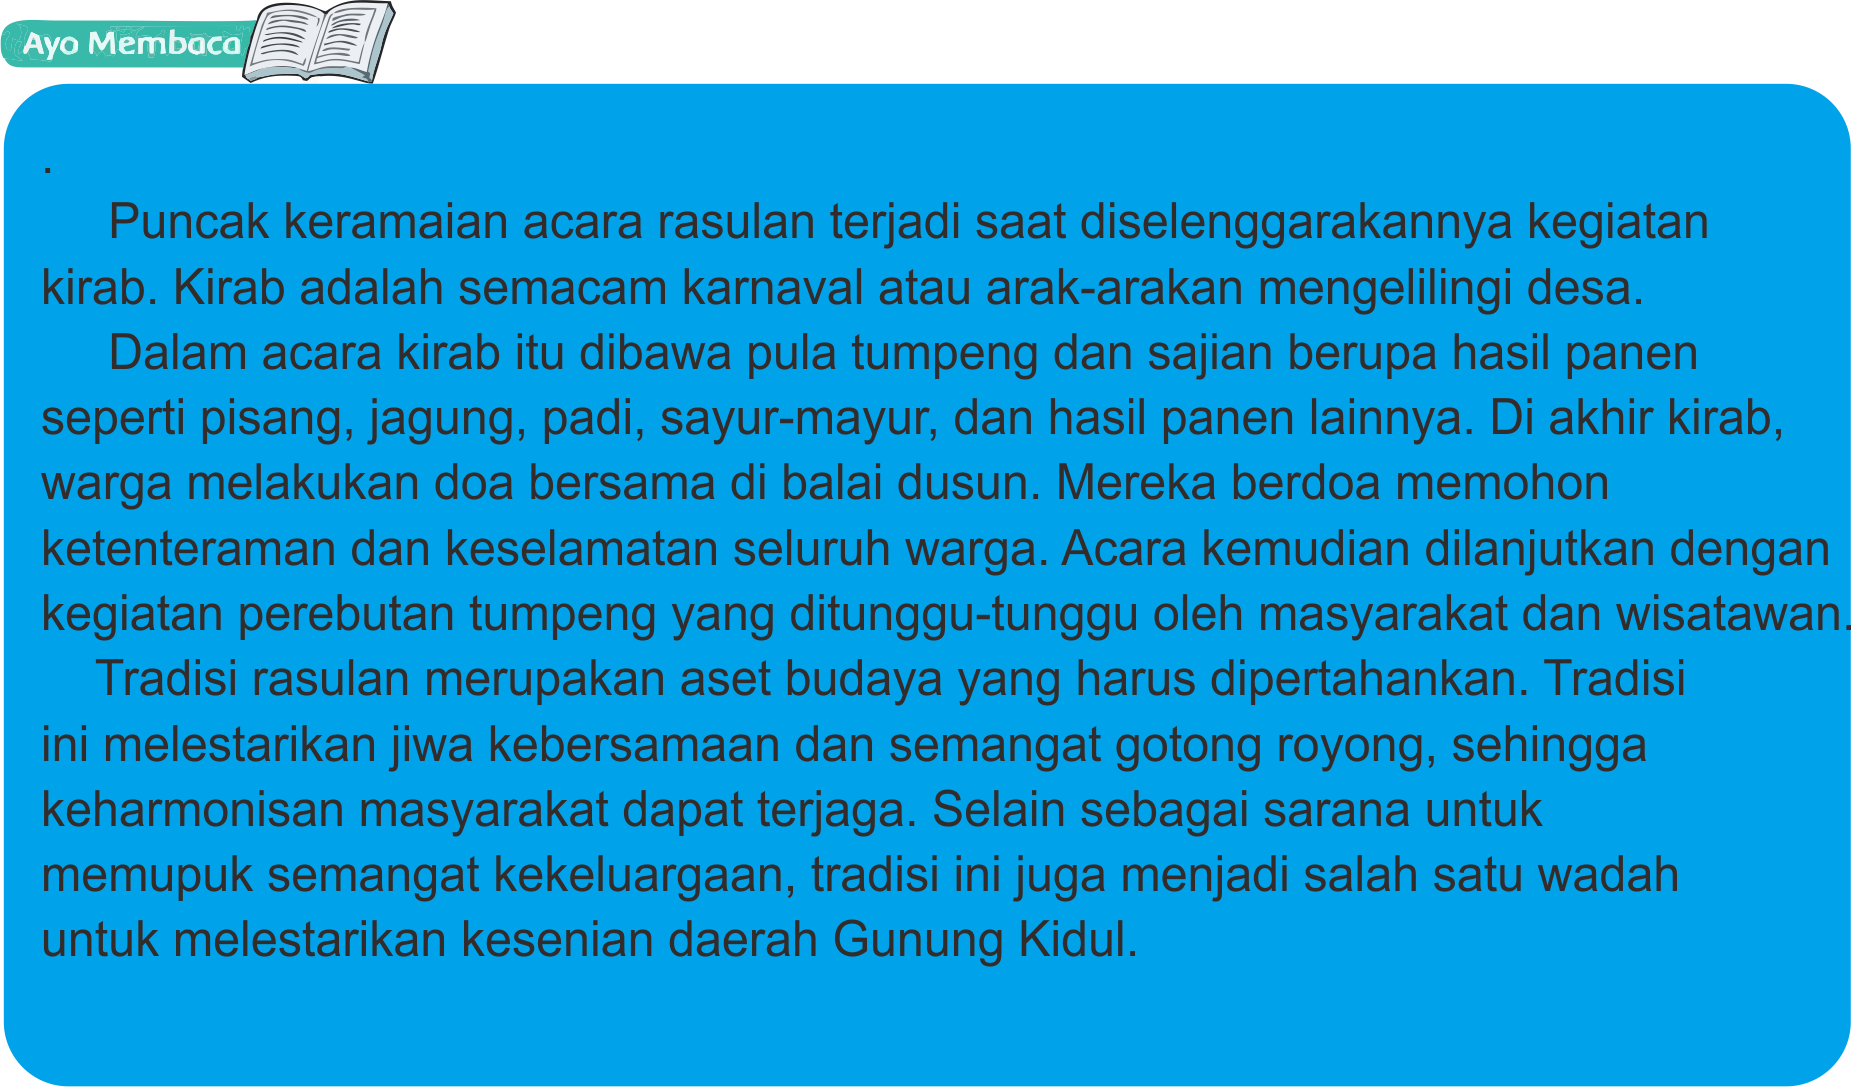 Ayo Membaca
.
Puncak keramaian acara rasulan terjadi saat diselenggarakannya kegiatan
kirab. Kirab adalah semacam karnaval atau arak-arakan mengelilingi desa.
Dalam acara kirab itu dibawa pula tumpeng dan sajian berupa hasil panen
seperti pisang, jagung, padi, sayur-mayur, dan hasil panen lainnya. Di akhir kirab,
warga melakukan doa bersama di balai dusun. Mereka berdoa memohon
ketenteraman dan keselamatan seluruh warga. Acara kemudian dilanjutkan dengan
kegiatan perebutan tumpeng yang ditunggu-tunggu oleh masyarakat dan wisatawan.
Tradisi rasulan merupakan aset budaya yang harus dipertahankan. Tradisi
ini melestarikan jiwa kebersamaan dan semangat gotong royong, sehingga
keharmonisan masyarakat dapat terjaga. Selain sebagai sarana untuk
memupuk semangat kekeluargaan, tradisi ini juga menjadi salah satu wadah
untuk melestarikan kesenian daerah Gunung Kidul.